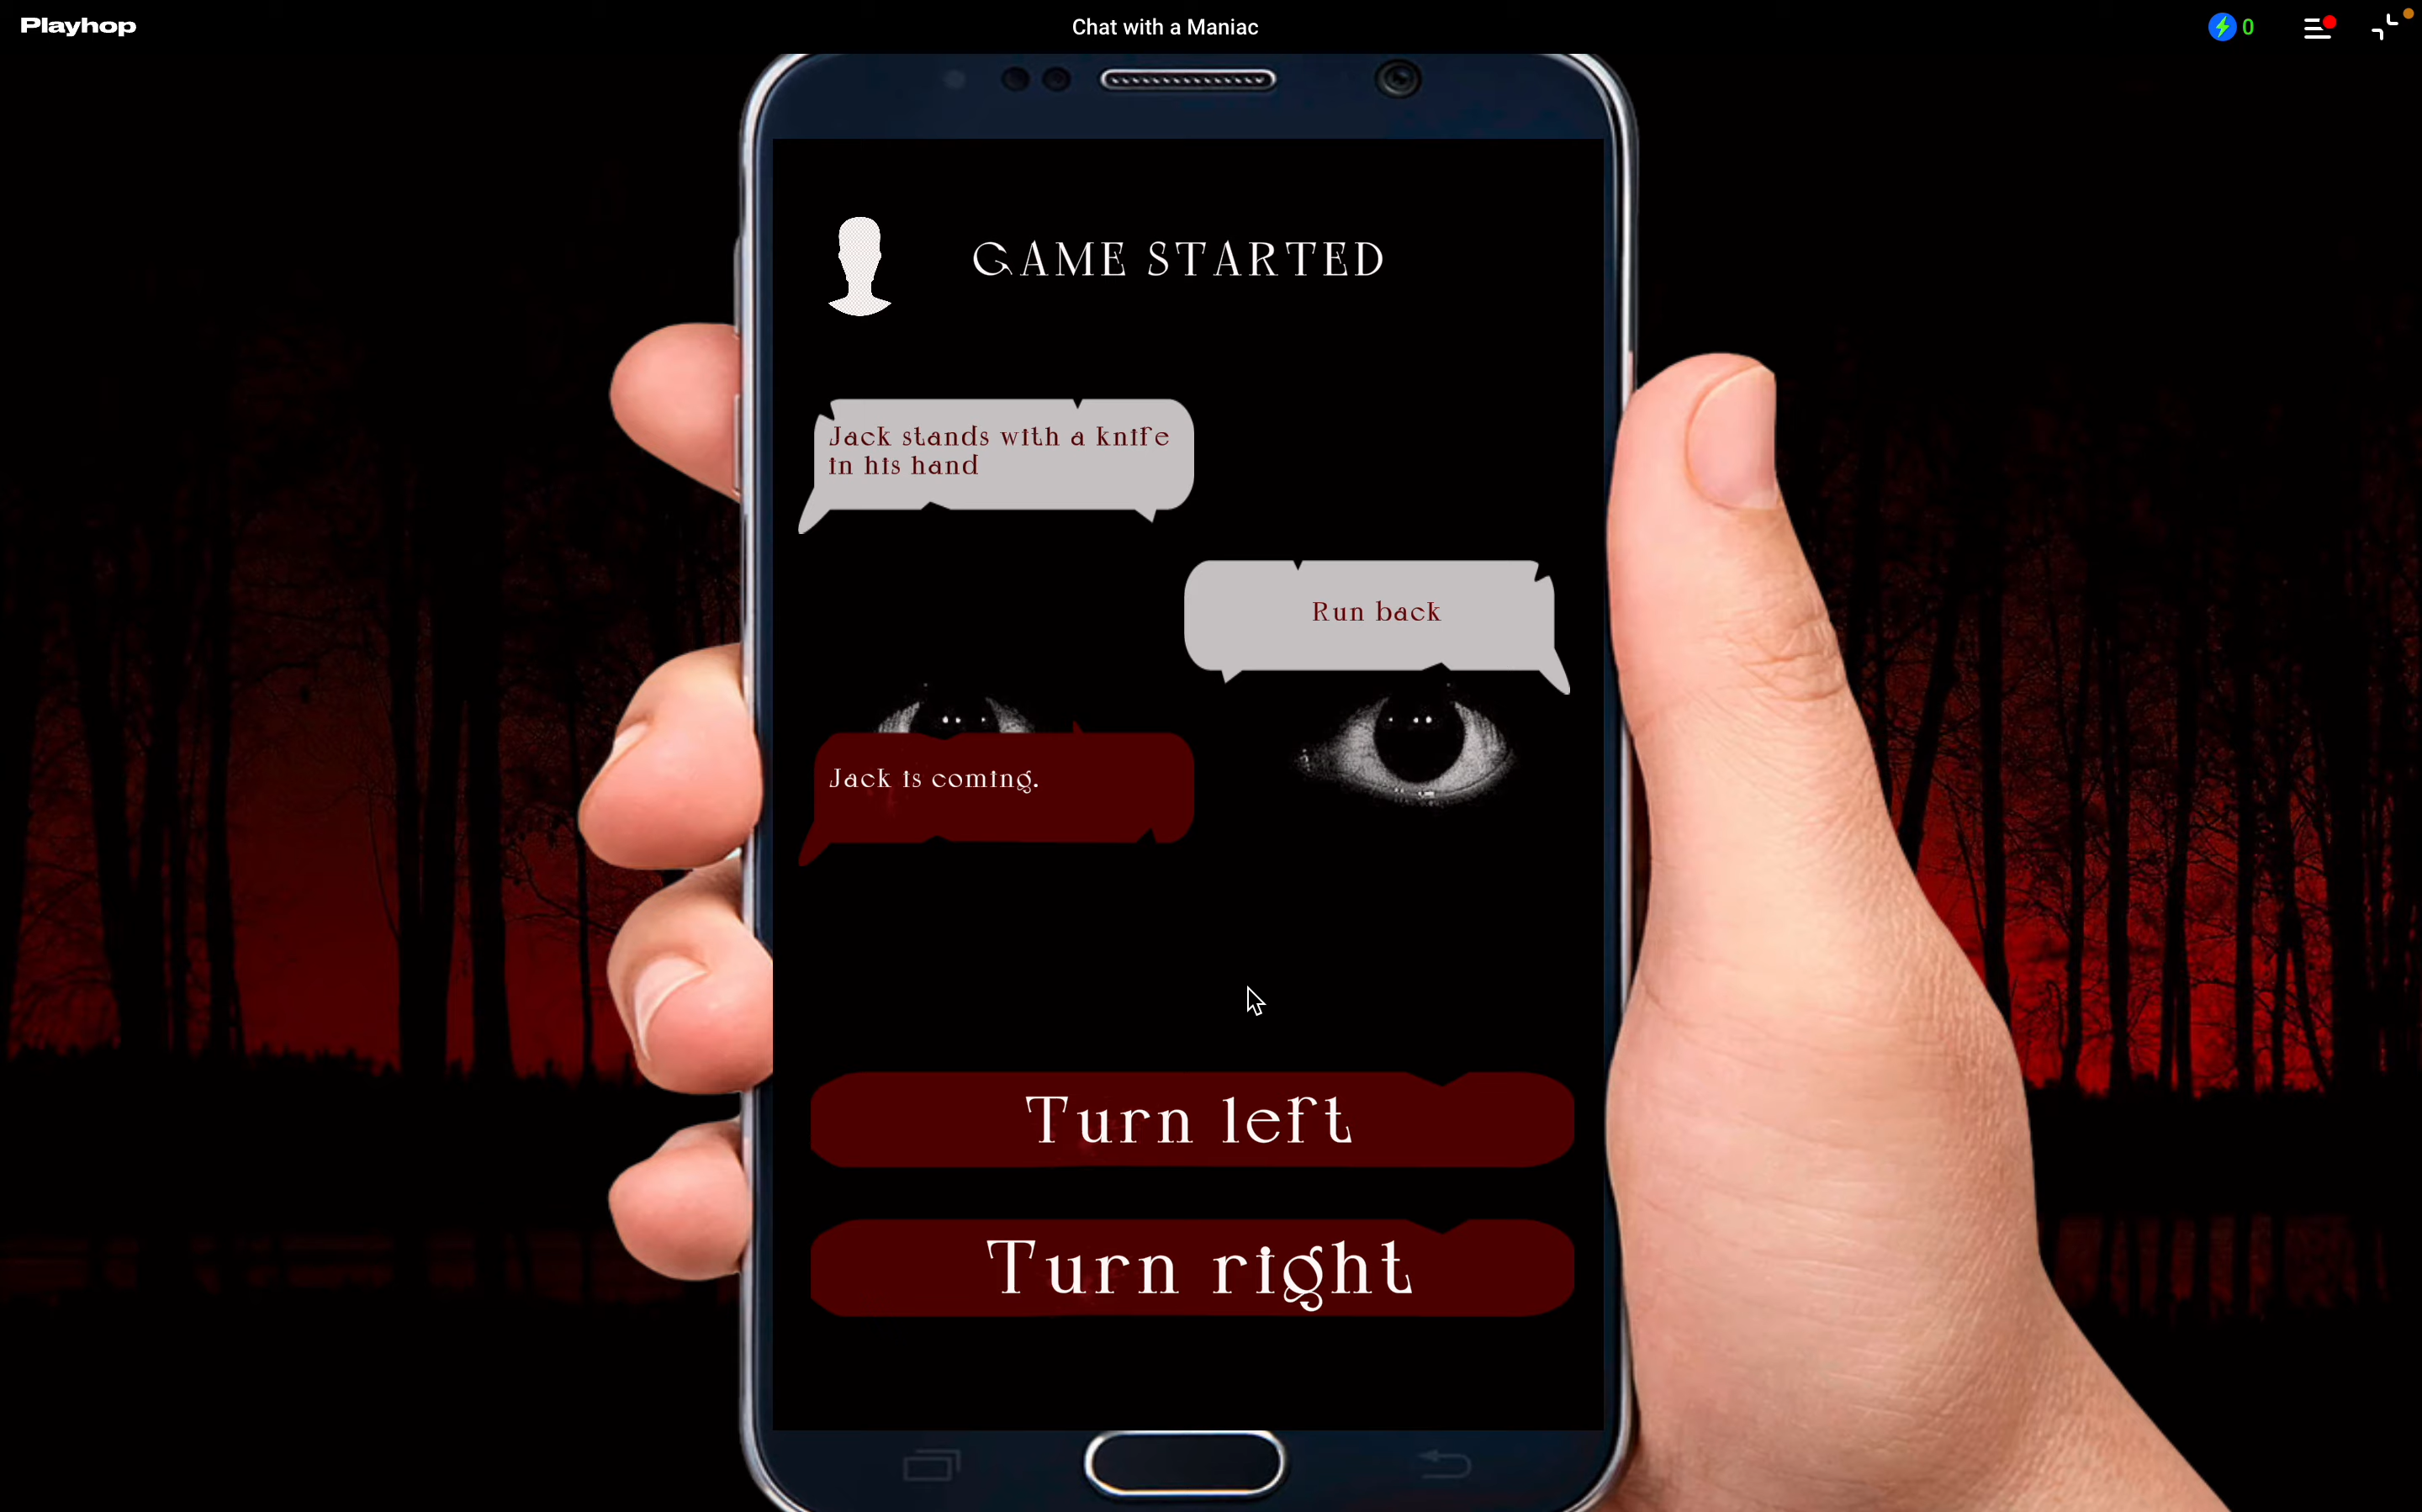 Playhop
Chat with a Maniac
0
GAME STARTED
Jack stands with a knife
in his hand
Run back
Jack is coming.
Turn left
Turn right